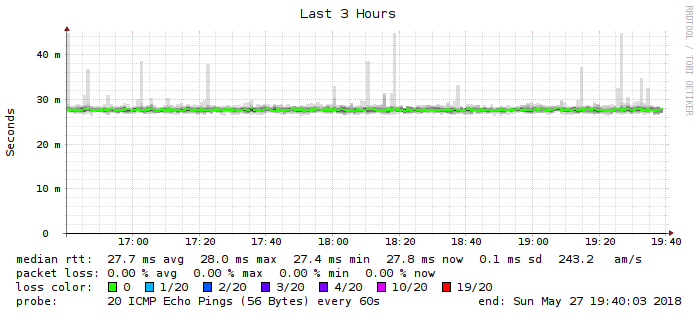 Last 3 Hours
RRDTOOL / TOBI OETIKER
Seconds
40 m
30 m
20 m
10 m
0
17:00 17:20 17:40 18:00 18:20 18:40 19:00 19:20 19:40
median rtt: 27.7 ms avg 28.0 ms max 27.4 ms min 27.8 ms now 0.1 ms sd 243.2 am/s
packet loss: 0.00 % avg 0.00 % max 0.00 % min 0.00 % now
loss color: 0 1/20 2/20 3/20 4/20 10/20 19/20
probe: 20 ICMP Echo Pings (56 Bytes) every 60s end: Sun May 27 19:40:03 2018